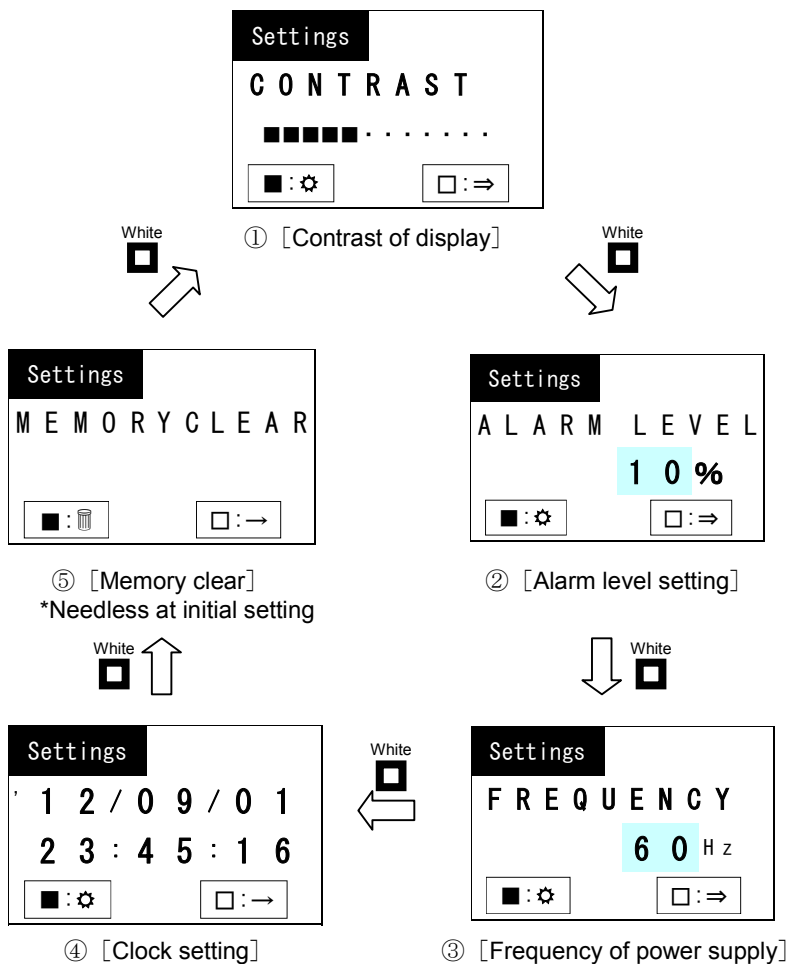 Settings
CONTRAST
■■■■■・・・・・・・
■:☼ □:⇒
① [Contrast of display]
White
White
Settings
MEMORYCLEAR
■:🗑 □:→
⑤ [Memory clear]
*Needless at initial setting
Settings
ALARM LEVEL
10%
■:☼ □:⇒
② [Alarm level setting]
White
White
Settings
'12/09/01
23:45:16
■:☼ □:→
④ [Clock setting]
White
Settings
FREQUENCY
60Hz
■:☼ □:⇒
③ [Frequency of power supply]